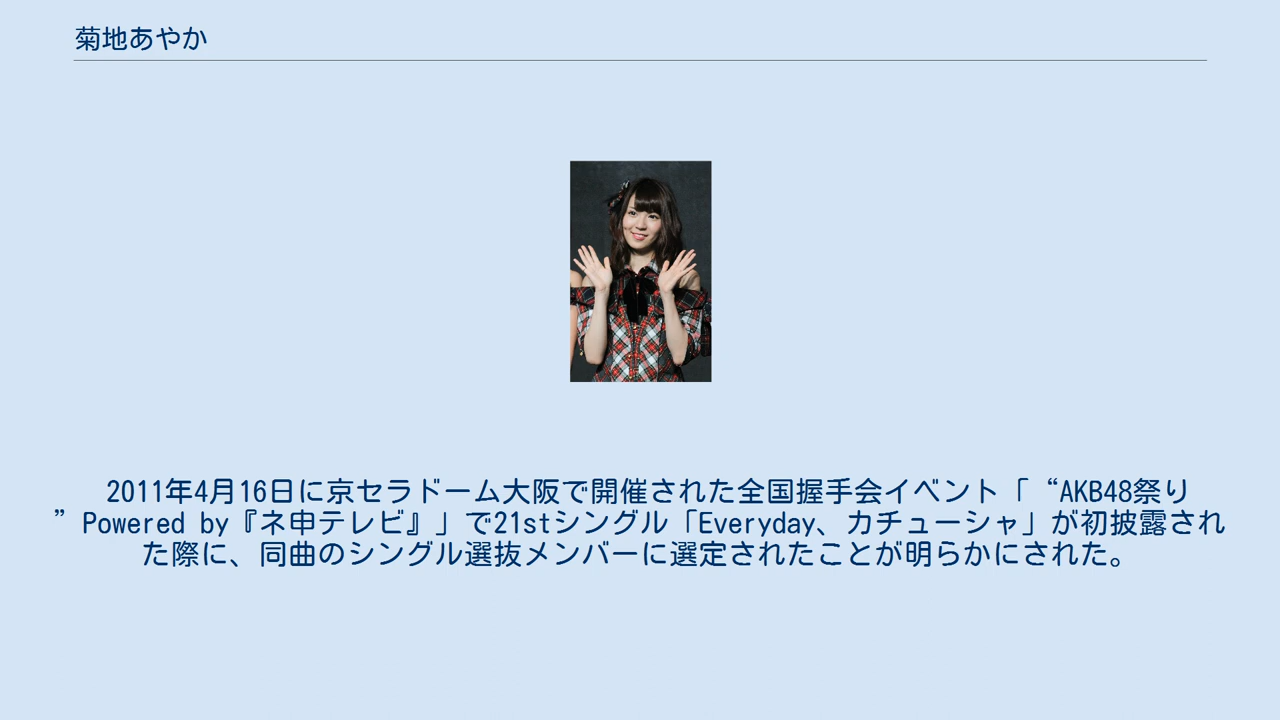 菊地あやか
2011年4月16日に京セラドーム大阪で開催された全国握手会イベント「“AKB48祭り
”Powered by『ネ申テレビ』」で21stシングル「Everyday、カチューシャ」が初披露され
た際に、同曲のシングル選抜メンバーに選定されたことが明らかにされた。